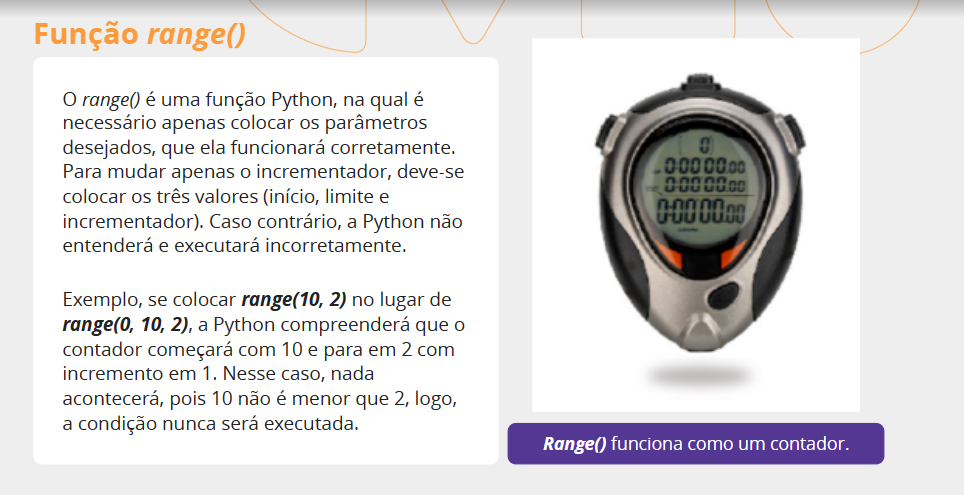 Função range()
O range() é uma função Python, na qual é
necessário apenas colocar os parâmetros
desejados, que ela funcionará corretamente.
Para mudar apenas o incrementador, deve-se
colocar os três valores (início, limite e
incrementador). Caso contrário, a Python não
entenderá e executará incorretamente.
Exemplo, se colocar range(10, 2) no lugar de
range(0, 10, 2), a Python compreenderá que o
contador começará com 10 e para em 2 com
incremento em 1. Nesse caso, nada
acontecerá, pois 10 não é menor que 2, logo,
a condição nunca será executada.
0
0:00'00.00
0:00'00.00
0:00'00.00
Range() funciona como um contador.